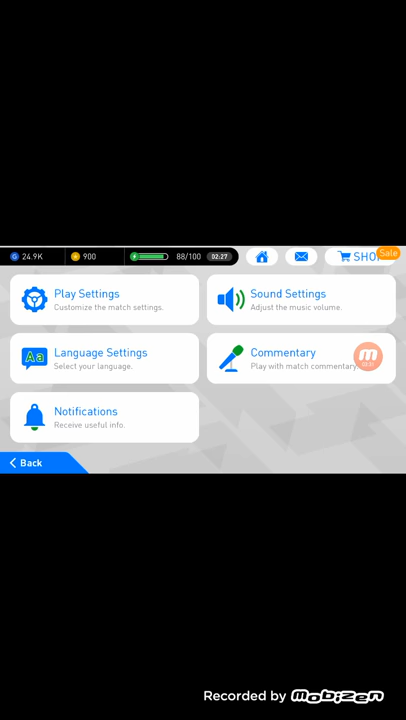 G 24.9K 900 88/100 02:27 SHO Sale
Play Settings
Customize the match settings.
Sound Settings
Adjust the music volume.
Language Settings
Select your language.
Commentary
Play with match commentary.
Notifications
Receive useful info.
Aa
Back
Recorded by mobizen